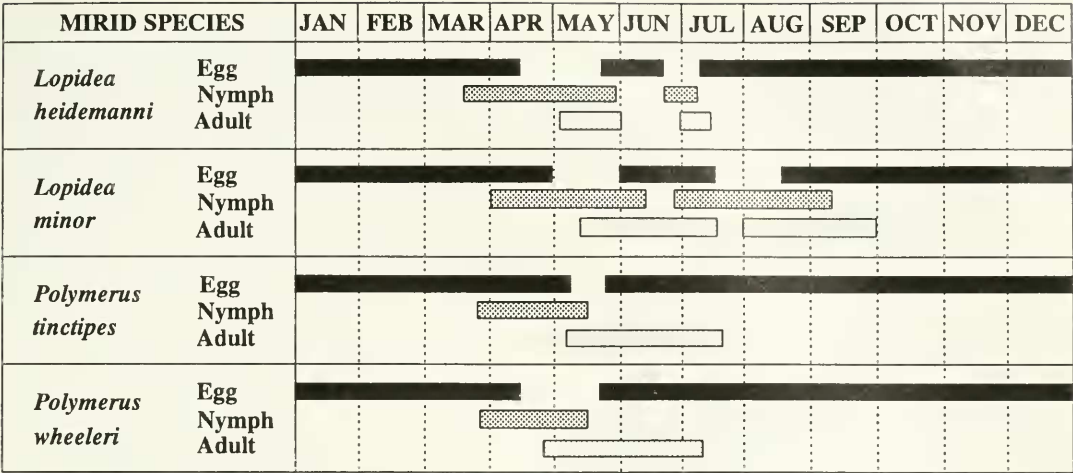 MIRID SPECIES JAN FEB MAR APR MAY JUN JUL AUG SEP OCT NOV DEC
Lopidea heidemanni
Egg
Nymph
Adult
Lopidea minor
Egg
Nymph
Adult
Polymerus tinctipes
Egg
Nymph
Adult
Polymerus wheeleri
Egg
Nymph
Adult